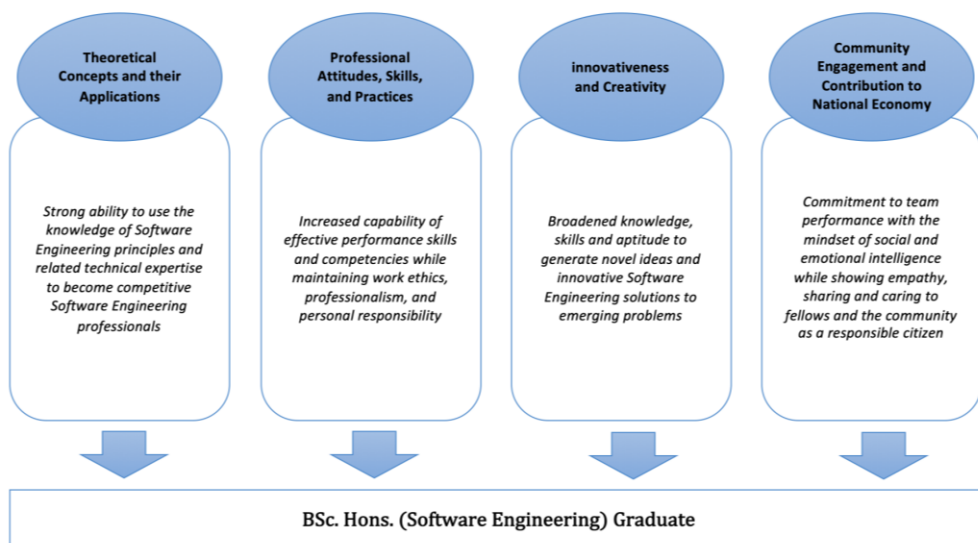 Theoretical
Concepts and their
Applications
Strong ability to use the
knowledge of Software
Engineering principles and
related technical expertise
to become competitive
Software Engineering
professionals
Professional
Attitudes, Skills,
and Practices
Increased capability of
effective performance skills
and competencies while
maintaining work ethics,
professionalism, and
personal responsibility
innovativeness
and Creativity
Broadened knowledge,
skills and aptitude to
generate novel ideas and
innovative Software
Engineering solutions to
emerging problems
Community
Engagement and
Contribution to
National Economy
Commitment to team
performance with the
mindset of social and
emotional intelligence
while showing empathy,
sharing and caring to
fellows and the community
as a responsible citizen
BSc. Hons. (Software Engineering) Graduate